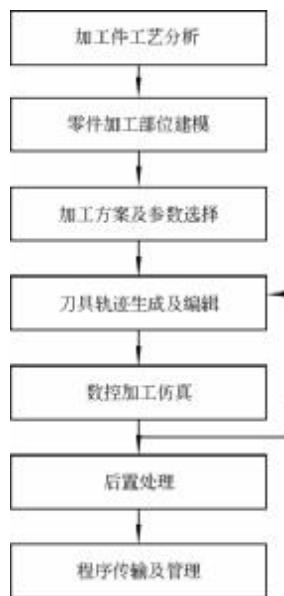 加工件工艺分析
零件加工部位建模
加工方案及参数选择
刀具轨迹生成及编辑
数控加工仿真
后置处理
程序传输及管理